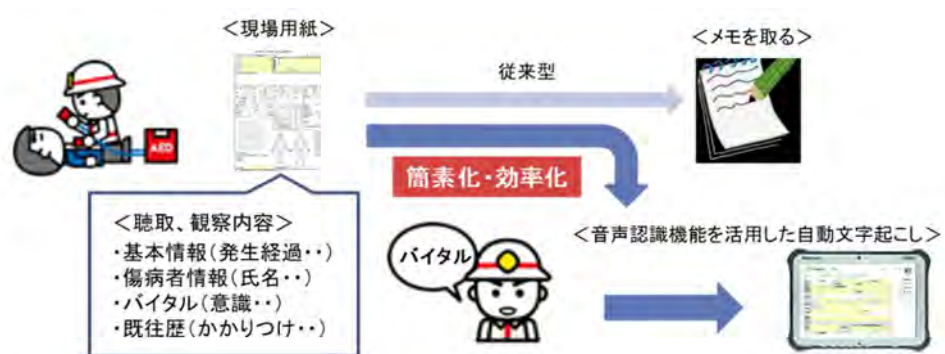 ＜現場用紙＞
＜メモを取る＞
従来型
AED
簡素化・効率化
＜聴取、観察内容＞
・基本情報（発生経過・・）
・傷病者情報（氏名・・）
・バイタル（意識・・）
・既往歴（かかりつけ・・）
バイタル
＜音声認識機能を活用した自動文字起こし＞